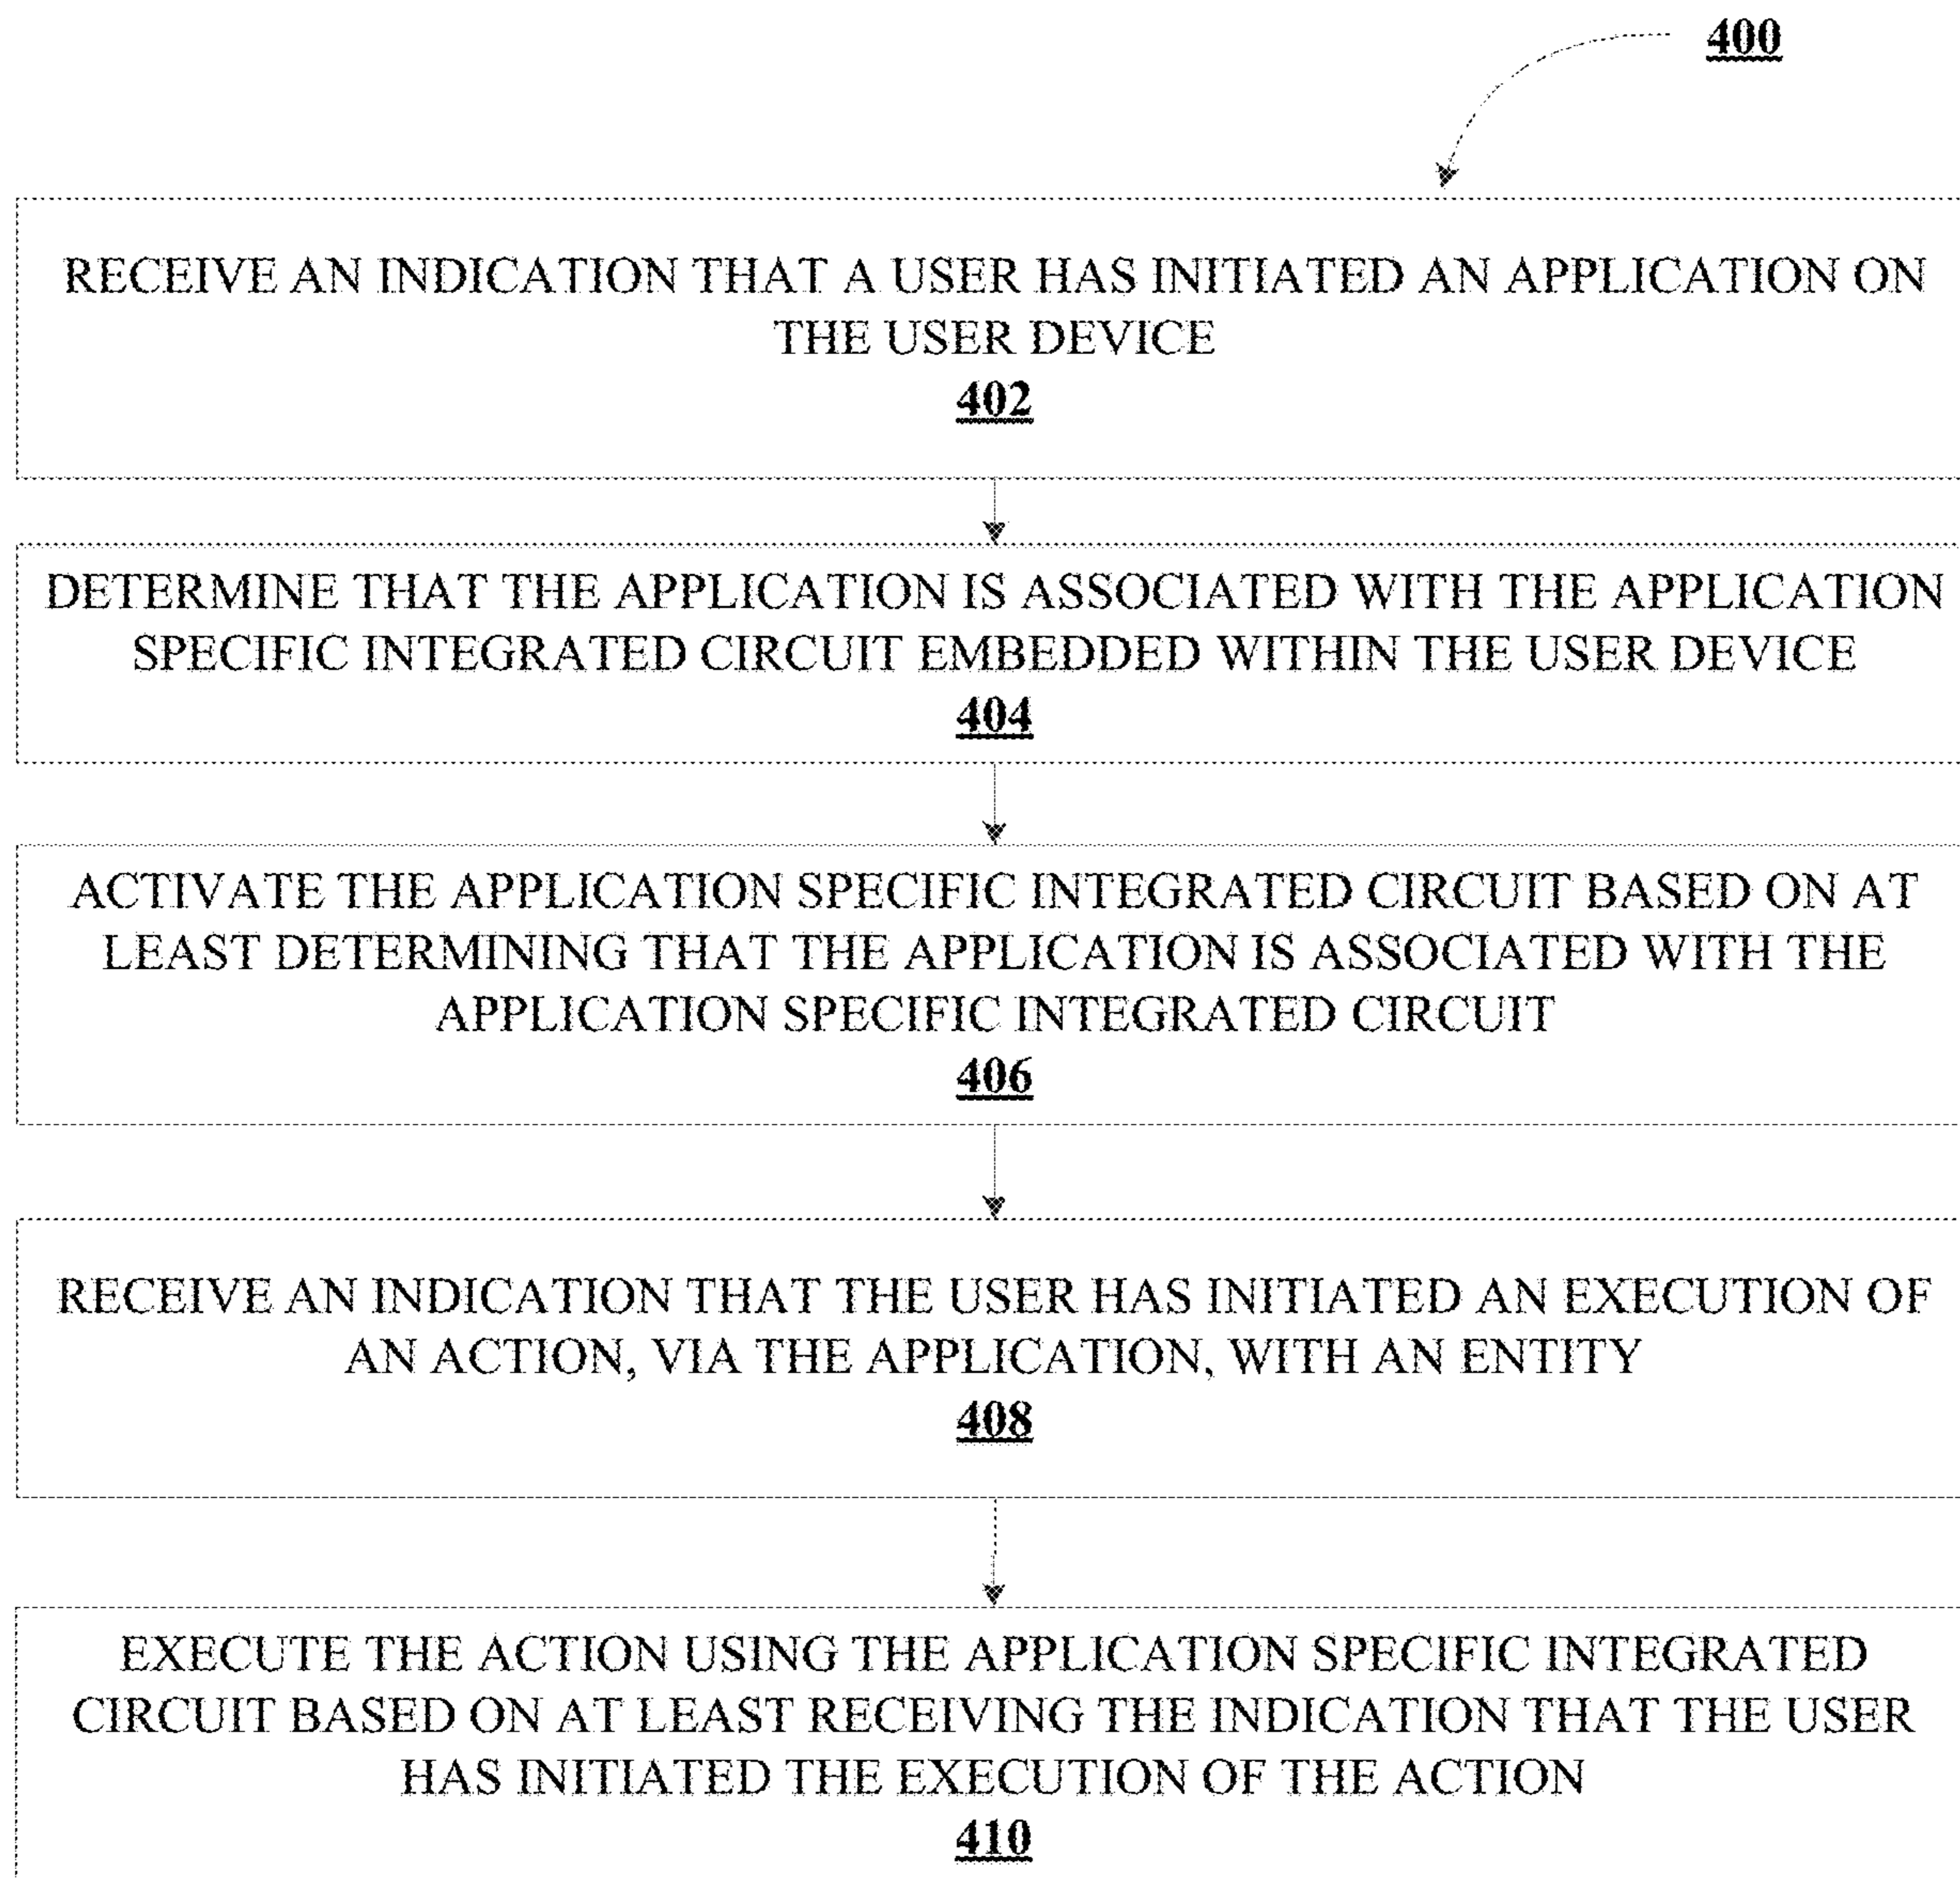 400
RECEIVE AN INDICATION THAT A USER HAS INITIATED AN APPLICATION ON
THE USER DEVICE
402
DETERMINE THAT THE APPLICATION IS ASSOCIATED WITH THE APPLICATION
SPECIFIC INTEGRATED CIRCUIT EMBEDDED WITHIN THE USER DEVICE
404
ACTIVATE THE APPLICATION SPECIFIC INTEGRATED CIRCUIT BASED ON AT
LEAST DETERMINING THAT THE APPLICATION IS ASSOCIATED WITH THE
APPLICATION SPECIFIC INTEGRATED CIRCUIT
406
RECEIVE AN INDICATION THAT THE USER HAS INITIATED AN EXECUTION OF
AN ACTION, VIA THE APPLICATION, WITH AN ENTITY
408
EXECUTE THE ACTION USING THE APPLICATION SPECIFIC INTEGRATED
CIRCUIT BASED ON AT LEAST RECEIVING THE INDICATION THAT THE USER
HAS INITIATED THE EXECUTION OF THE ACTION
410